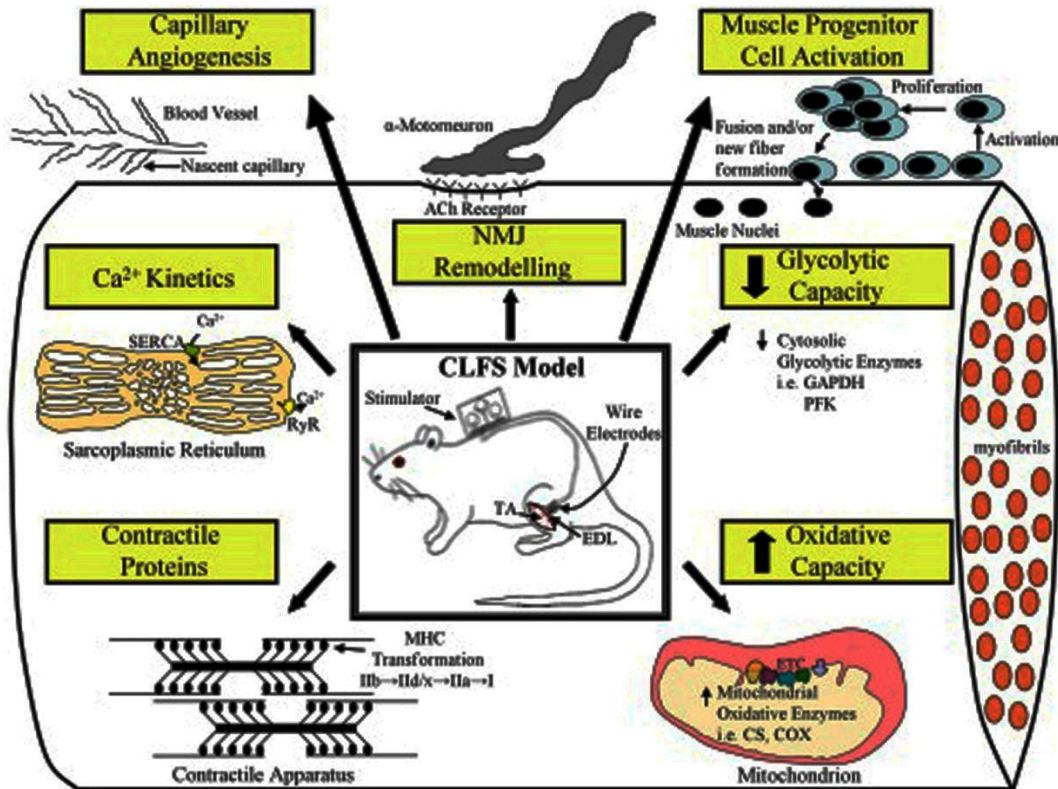 Capillary
Angiogenesis
Blood Vessel
Nascent capillary
α-Motorneuron
ACh Receptor
NMJ
Remodelling
Muscle Progenitor
Cell Activation
Proliferation
Activation
Fusion and/or
new fiber
formation
Muscle Nuclei
Ca²⁺ Kinetics
Ca²⁺
SERCA
Ca²⁺
RyR
Sarcoplasmic Reticulum
Glycolytic
Capacity
Cytosolic
Glycolytic Enzymes
i.e. GAPDH
PFK
myofibrils
CLFS Model
Stimulator
Wire
Electrodes
TA
EDL
Contractile
Proteins
MHC
Transformation
IIb→IId/x→IIa→I
Contractile Apparatus
Oxidative
Capacity
ETC
Mitochondrial
Oxidative Enzymes
i.e. CS, COX
Mitochondrion